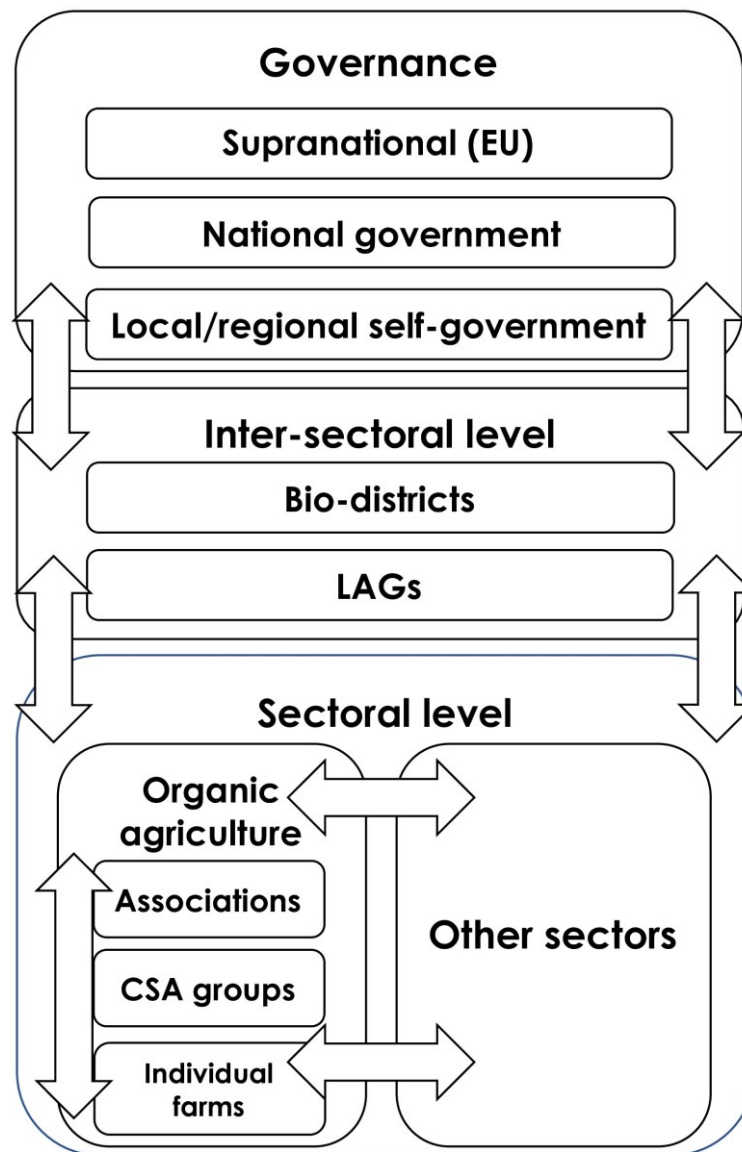 Governance
Supranational (EU)
National government
Local/regional self-government
Inter-sectoral level
Bio-districts
LAGs
Sectoral level
Organic
agriculture
Associations
CSA groups
Individual
farms
Other sectors